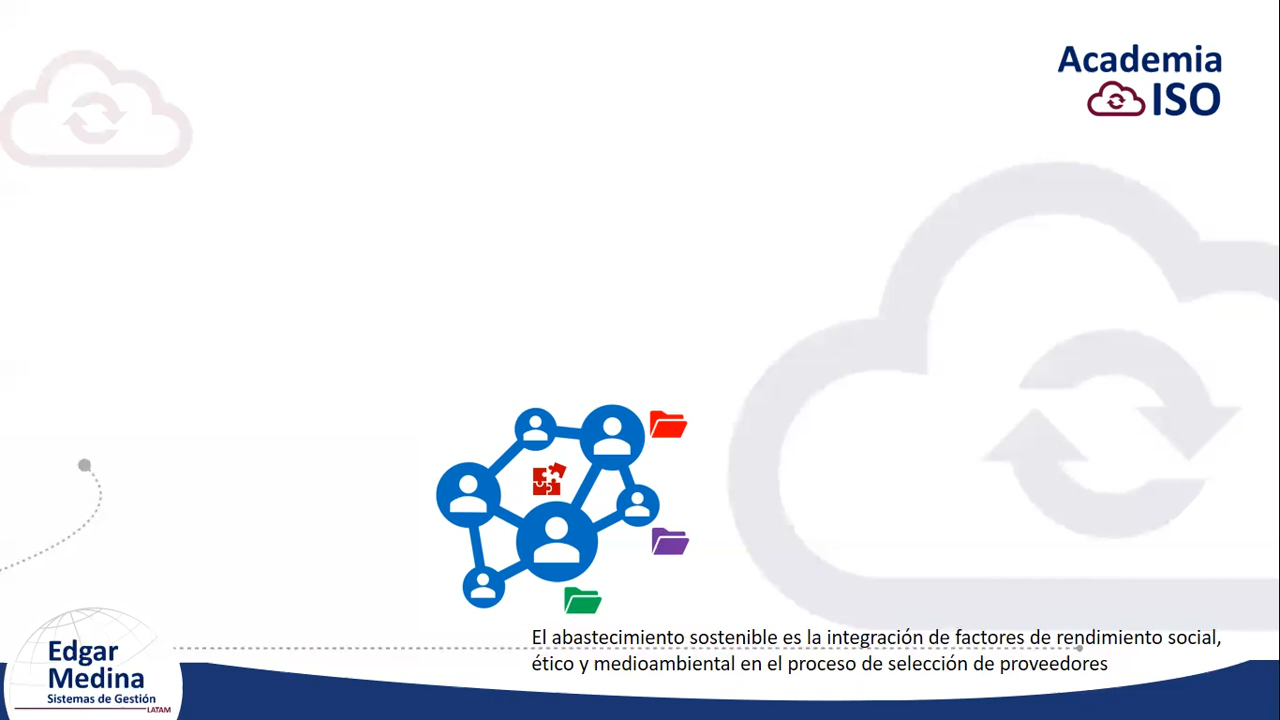 Academia
ISO
El abastecimiento sostenible es la integración de factores de rendimiento social,
ético y medioambiental en el proceso de selección de proveedores
Edgar
Medina
Sistemas de Gestión
LATAM